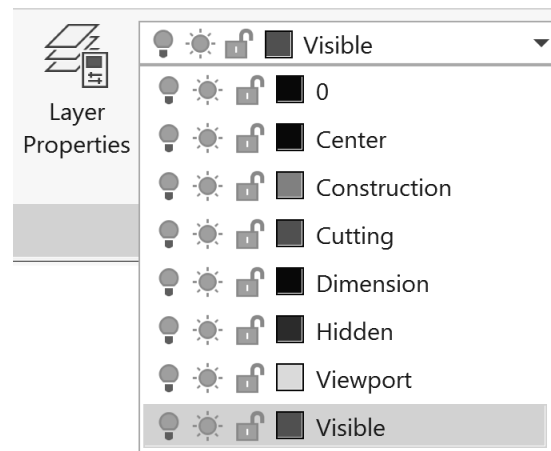 Visible
Layer
Properties
0
Center
Construction
Cutting
Dimension
Hidden
Viewport
Visible